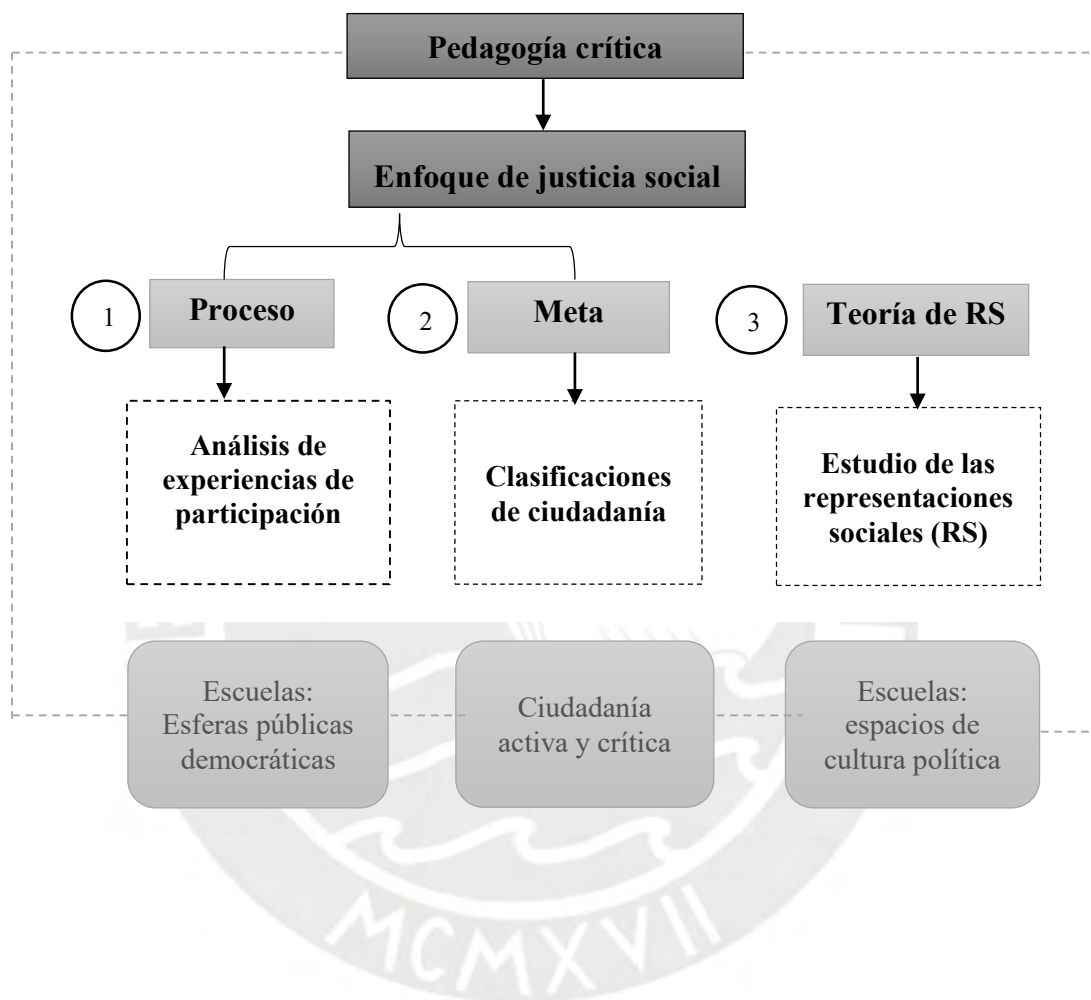 Pedagogía crítica
Enfoque de justicia social
1
Proceso
2
Meta
3
Teoría de RS
Análisis de
experiencias de
participación
Clasificaciones
de ciudadanía
Estudio de las
representaciones
sociales (RS)
Escuelas:
Esferas públicas
democráticas
Ciudadanía
activa y crítica
Escuelas:
espacios de
cultura política
MCMXVII